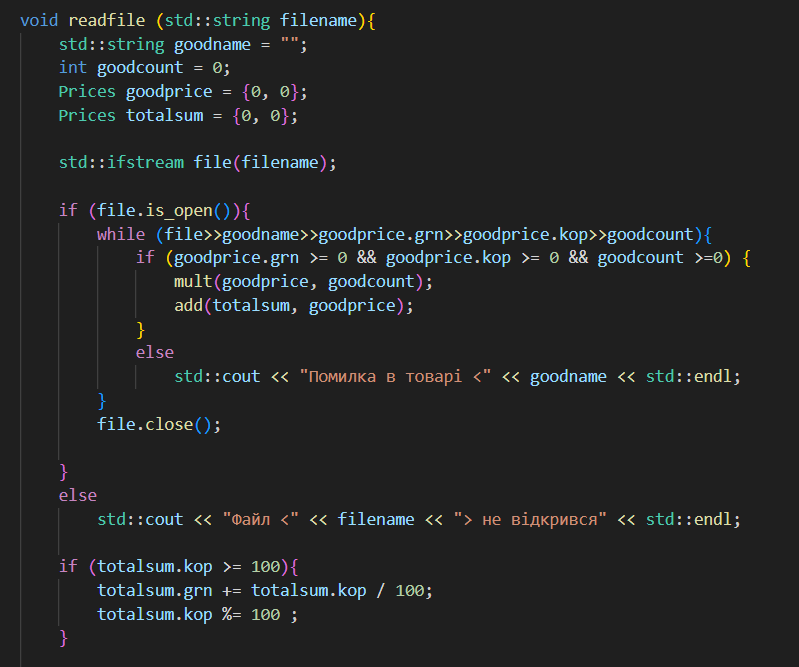 void readfile (std::string filename){
std::string goodname = "";
int goodcount = 0;
Prices goodprice = {0, 0};
Prices totalsum = {0, 0};
std::ifstream file(filename);
if (file.is_open()){
while (file>>goodname>>goodprice.grn>>goodprice.kop>>goodcount){
if (goodprice.grn >= 0 && goodprice.kop >= 0 && goodcount >=0) {
mult(goodprice, goodcount);
add(totalsum, goodprice);
}
else
std::cout << "Помилка в товарі <" << goodname << std::endl;
}
file.close();
}
else
std::cout << "Файл <" << filename << "> не відкрився" << std::endl;
if (totalsum.kop >= 100){
totalsum.grn += totalsum.kop / 100;
totalsum.kop %= 100 ;
}